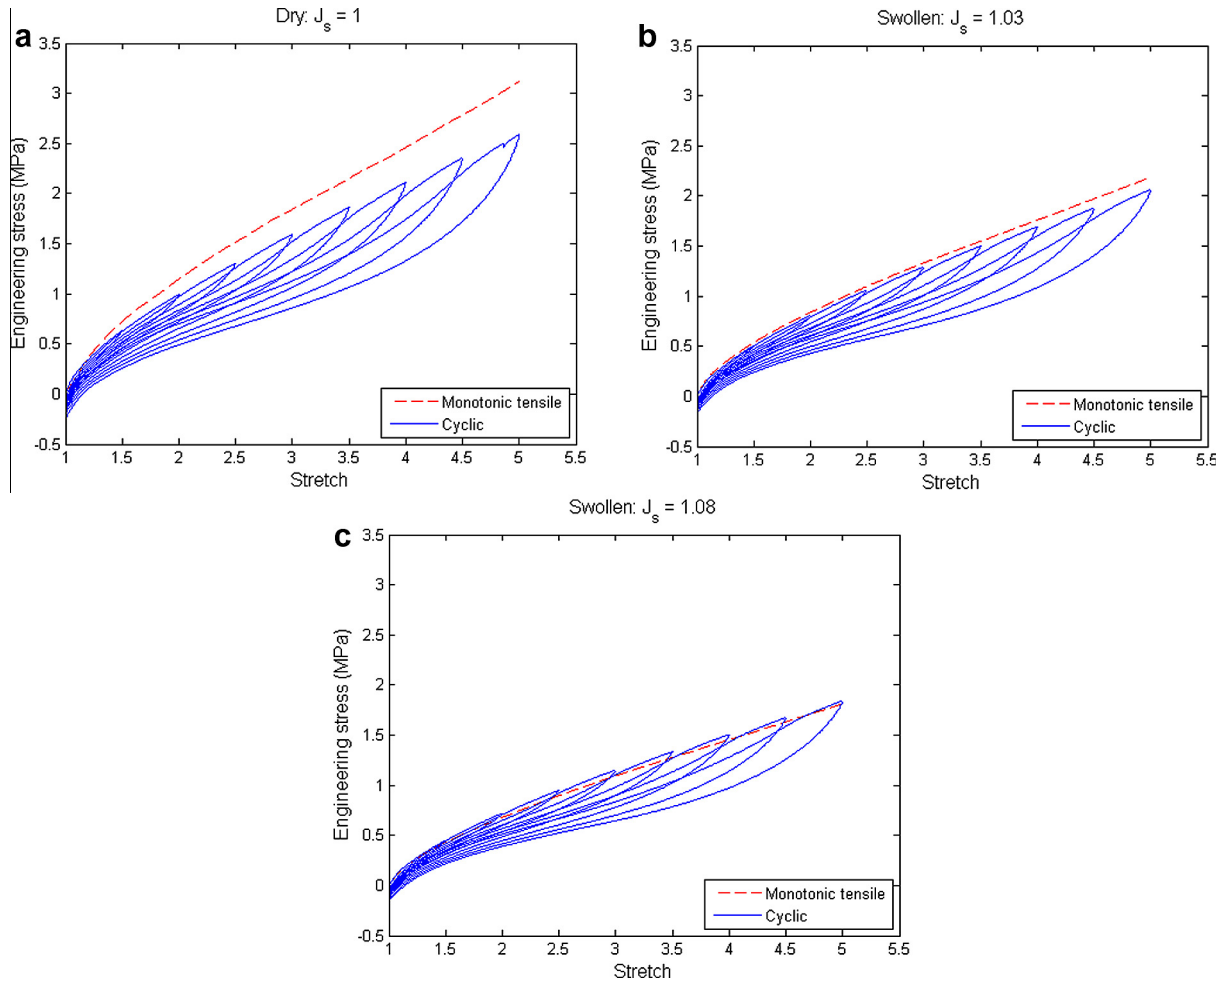 a
Dry: J_s = 1
3.5
3
2.5
2
1.5
1
0.5
0
-0.5
Engineering stress (MPa)
1 1.5 2 2.5 3 3.5 4 4.5 5 5.5
Stretch
Monotonic tensile
Cyclic
b
Swollen: J_s = 1.03
3.5
3
2.5
2
1.5
1
0.5
0
-0.5
Engineering stress (MPa)
1 1.5 2 2.5 3 3.5 4 4.5 5 5.5
Stretch
Monotonic tensile
Cyclic
c
Swollen: J_s = 1.08
3.5
3
2.5
2
1.5
1
0.5
0
-0.5
Engineering stress (MPa)
1 1.5 2 2.5 3 3.5 4 4.5 5 5.5
Stretch
Monotonic tensile
Cyclic